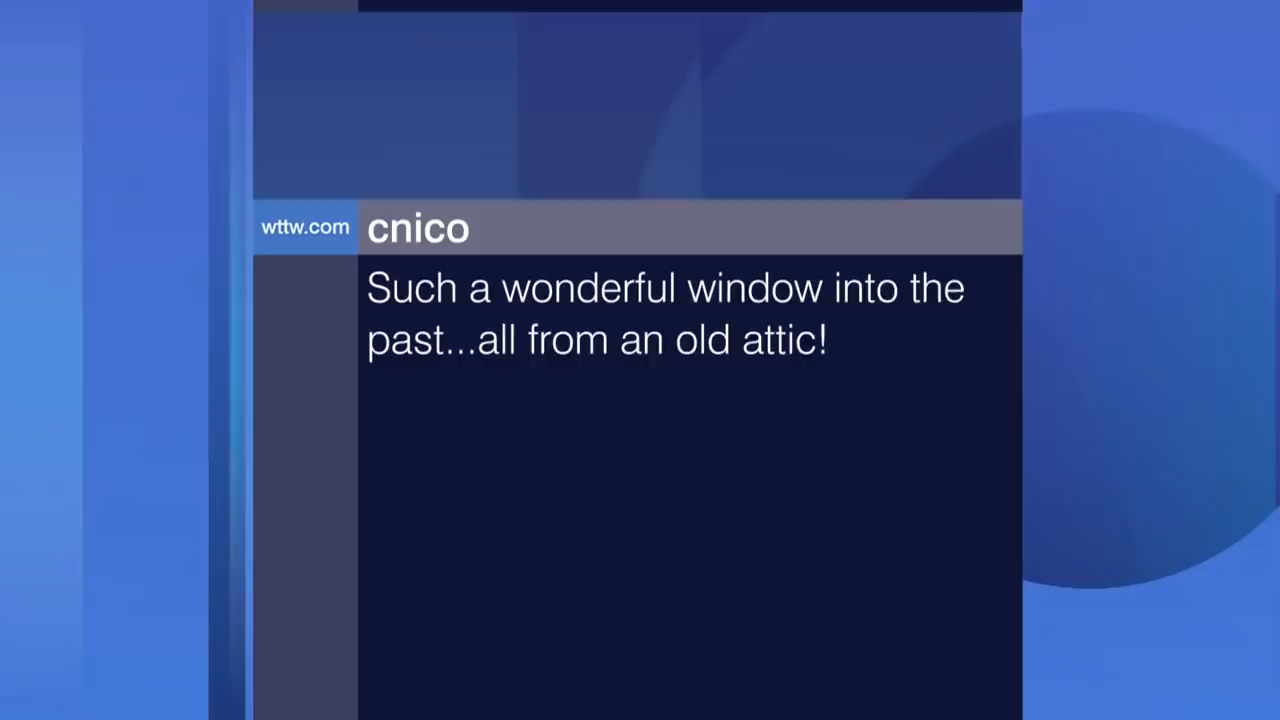 wttw.com cnico
Such a wonderful window into the
past...all from an old attic!